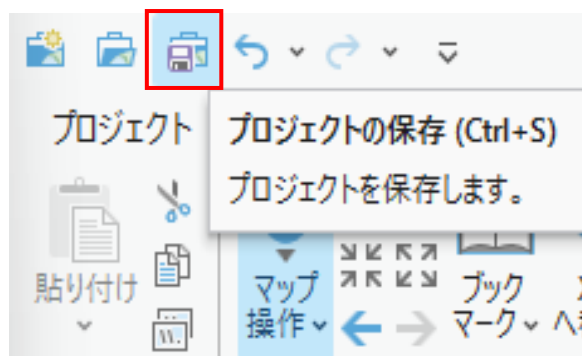 プロジェクト
プロジェクトの保存 (Ctrl+S)
プロジェクトを保存します。
貼り付け
マップ
操作
ブック
マーク